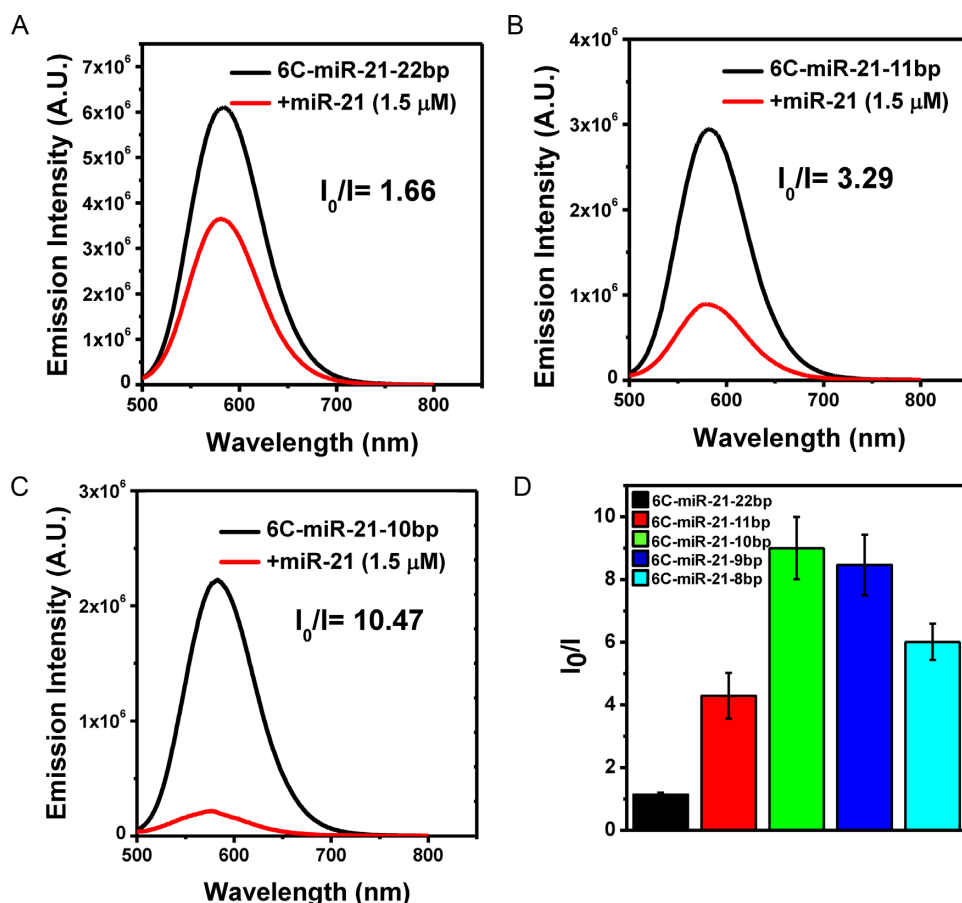 A
7x10⁶
6x10⁶
5x10⁶
4x10⁶
3x10⁶
2x10⁶
1x10⁶
0
Emission Intensity (A.U.)
6C-miR-21-22bp
+miR-21 (1.5 μM)
I₀/I= 1.66
500 600 700 800
Wavelength (nm)
B
4x10⁶
3x10⁶
2x10⁶
1x10⁶
0
Emission Intensity (A.U.)
6C-miR-21-11bp
+miR-21 (1.5 μM)
I₀/I= 3.29
500 600 700 800
Wavelength (nm)
C
3x10⁶
2x10⁶
1x10⁶
0
Emission Intensity (A.U.)
6C-miR-21-10bp
+miR-21 (1.5 μM)
I₀/I= 10.47
500 600 700 800
Wavelength (nm)
D
10
8
6
4
2
0
I₀/I
6C-miR-21-22bp
6C-miR-21-11bp
6C-miR-21-10bp
6C-miR-21-9bp
6C-miR-21-8bp